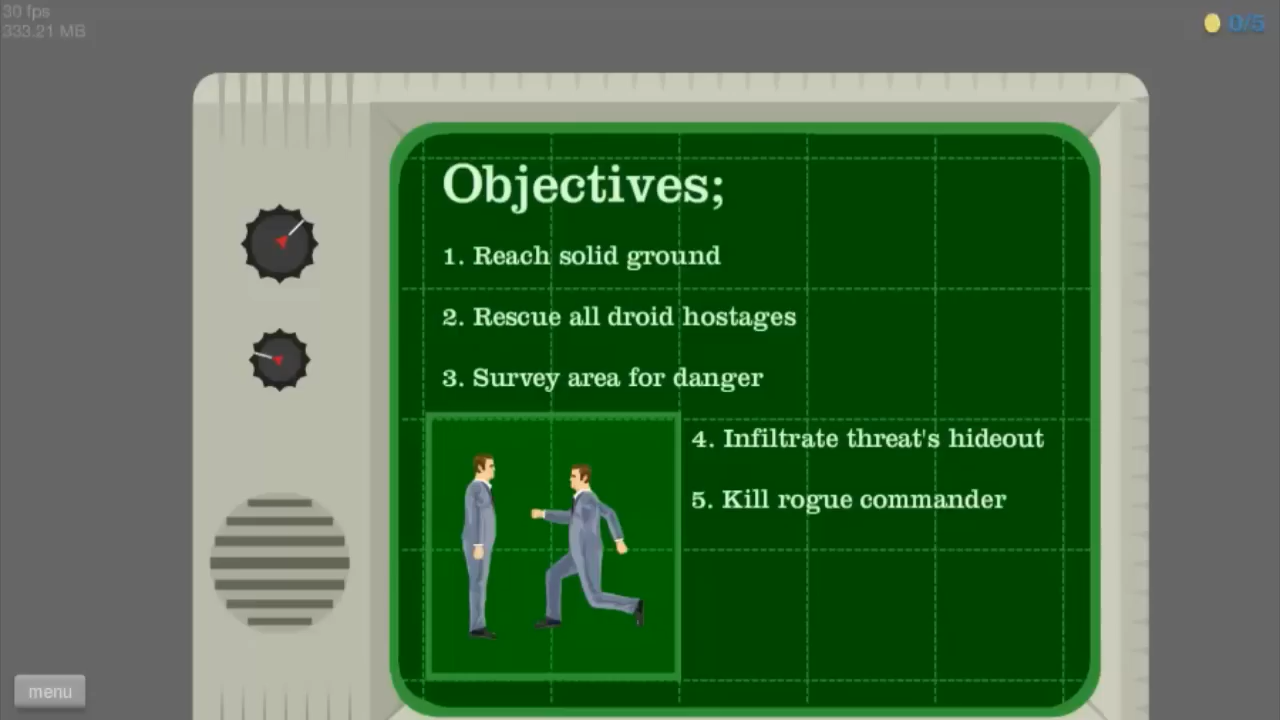 30 fps
333.21 MB
0/5
Objectives;
1. Reach solid ground
2. Rescue all droid hostages
3. Survey area for danger
4. Infiltrate threat's hideout
5. Kill rogue commander
menu